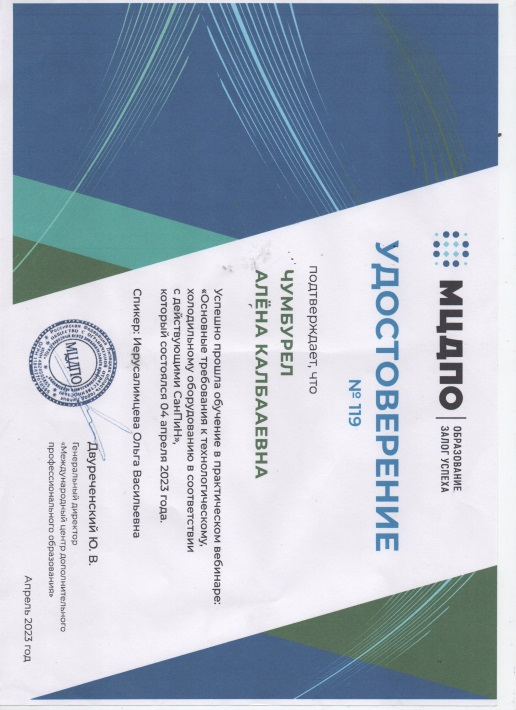 МЦДПО
ОБРАЗОВАНИЕ
ЗАЛОГ УСПЕХА
УДОСТОВЕРЕНИЕ
№ 119
подтверждает, что
ЧУМБУРЕЛ
АЛЁНА КАЛБААЕВНА
Успешно прошла обучение в практическом вебинаре:
«Основные требования к технологическому,
холодильному оборудованию в соответствии
с действующими СанПиН»,
который состоялся 04 апреля 2023 года.
Спикер: Иерусалимцева Ольга Васильевна
МЦДПО
Двуреченский Ю. В.
Генеральный директор
«Международный центр дополнительного
профессионального образования»
Апрель 2023 год